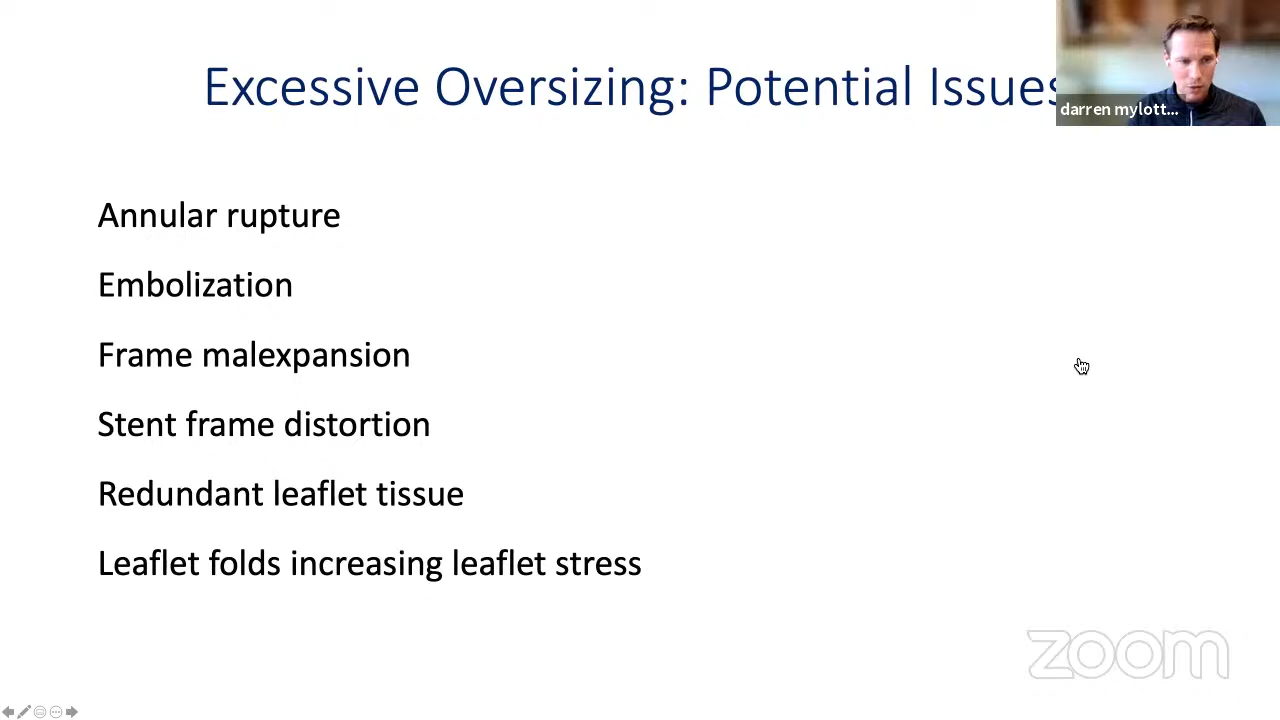 Excessive Oversizing: Potential Issues
darren mylott...
Annular rupture
Embolization
Frame malexpansion
Stent frame distortion
Redundant leaflet tissue
Leaflet folds increasing leaflet stress
zoom